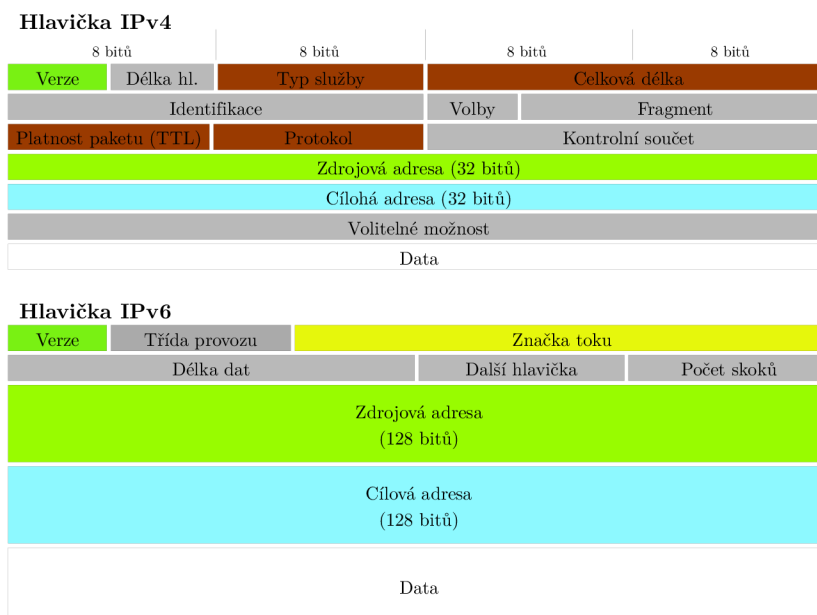 Hlavička IPv4
8 bitů 8 bitů 8 bitů 8 bitů
Verze Délka hl. Typ služby Celková délka
Identifikace Volby Fragment
Platnost paketu (TTL) Protokol Kontrolní součet
Zdrojová adresa (32 bitů)
Cílohá adresa (32 bitů)
Volitelné možnost
Data
Hlavička IPv6
Verze Třída provozu Značka toku
Délka dat Další hlavička Počet skoků
Zdrojová adresa
(128 bitů)
Cílová adresa
(128 bitů)
Data